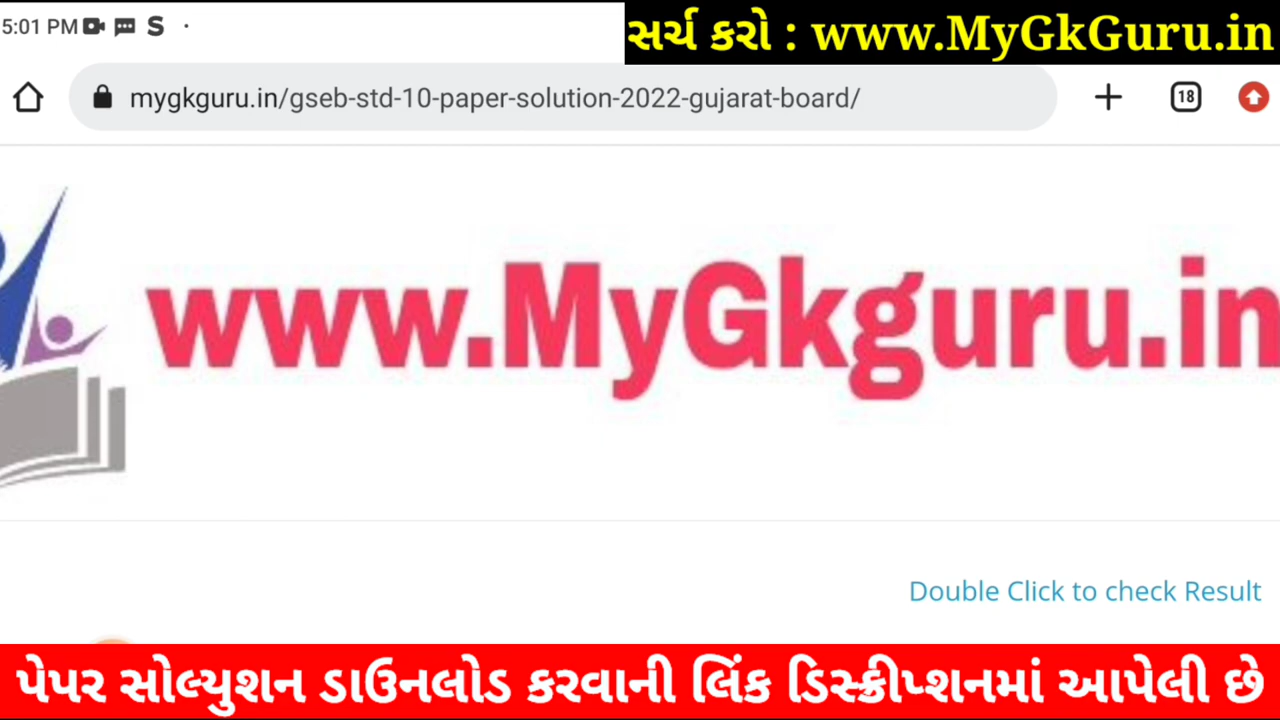 5:01 PM S
સર્ચ કરો : www.MyGkGuru.in
mygkguru.in/gseb-std-10-paper-solution-2022-gujarat-board/
18
www.MyGkguru.in
Double Click to check Result
પેપર સોલ્યુશન ડાઉનલોડ કરવાની લિંક ડિસ્ક્રીપ્શનમાં આપેલી છે